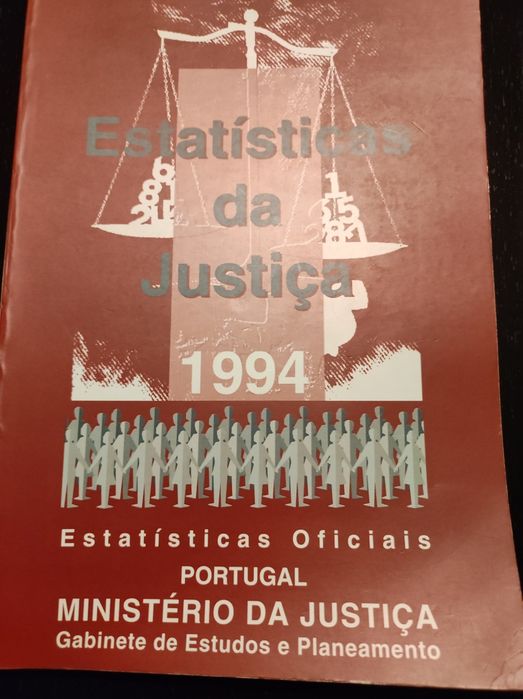 Estatísticas
da
Justiça
1994
Estatísticas Oficiais
PORTUGAL
MINISTÉRIO DA JUSTIÇA
Gabinete de Estudos e Planeamento